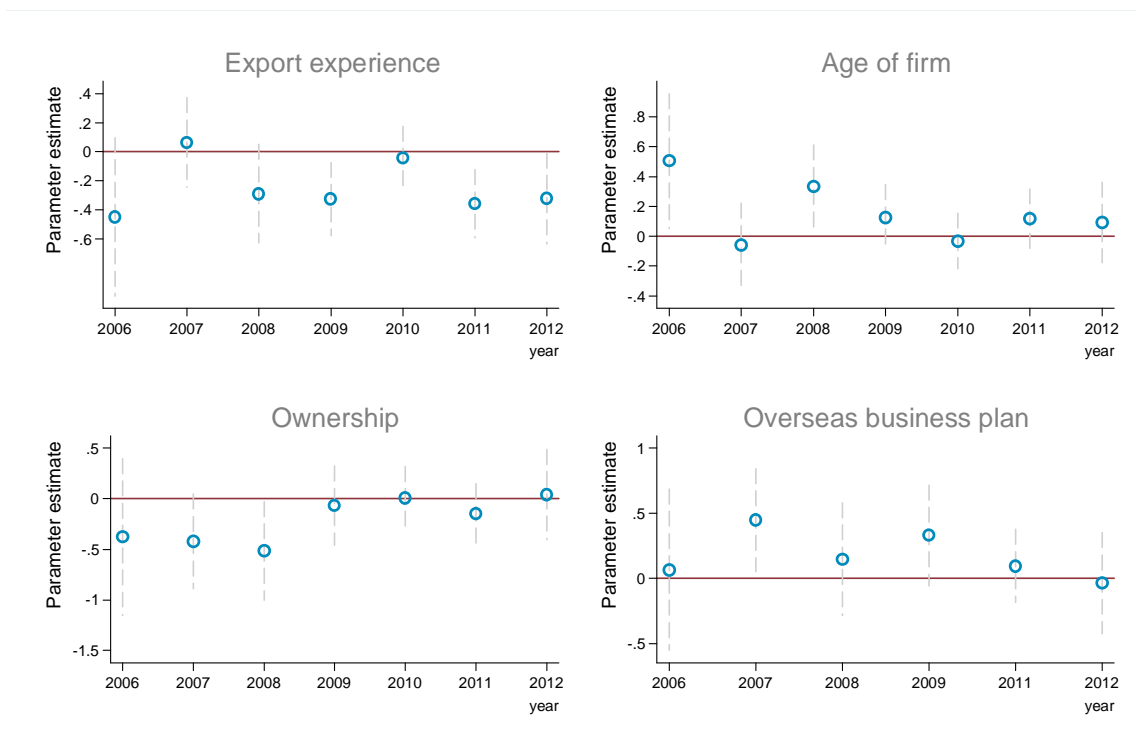 Export experience
Parameter estimate
.4
.2
0
-.2
-.4
-.6
2006 2007 2008 2009 2010 2011 2012
year
Age of firm
Parameter estimate
.8
.6
.4
.2
0
-.2
-.4
2006 2007 2008 2009 2010 2011 2012
year
Ownership
Parameter estimate
.5
0
-.5
-1
-1.5
2006 2007 2008 2009 2010 2011 2012
year
Overseas business plan
Parameter estimate
1
.5
0
-.5
2006 2007 2008 2009 2011 2012
year